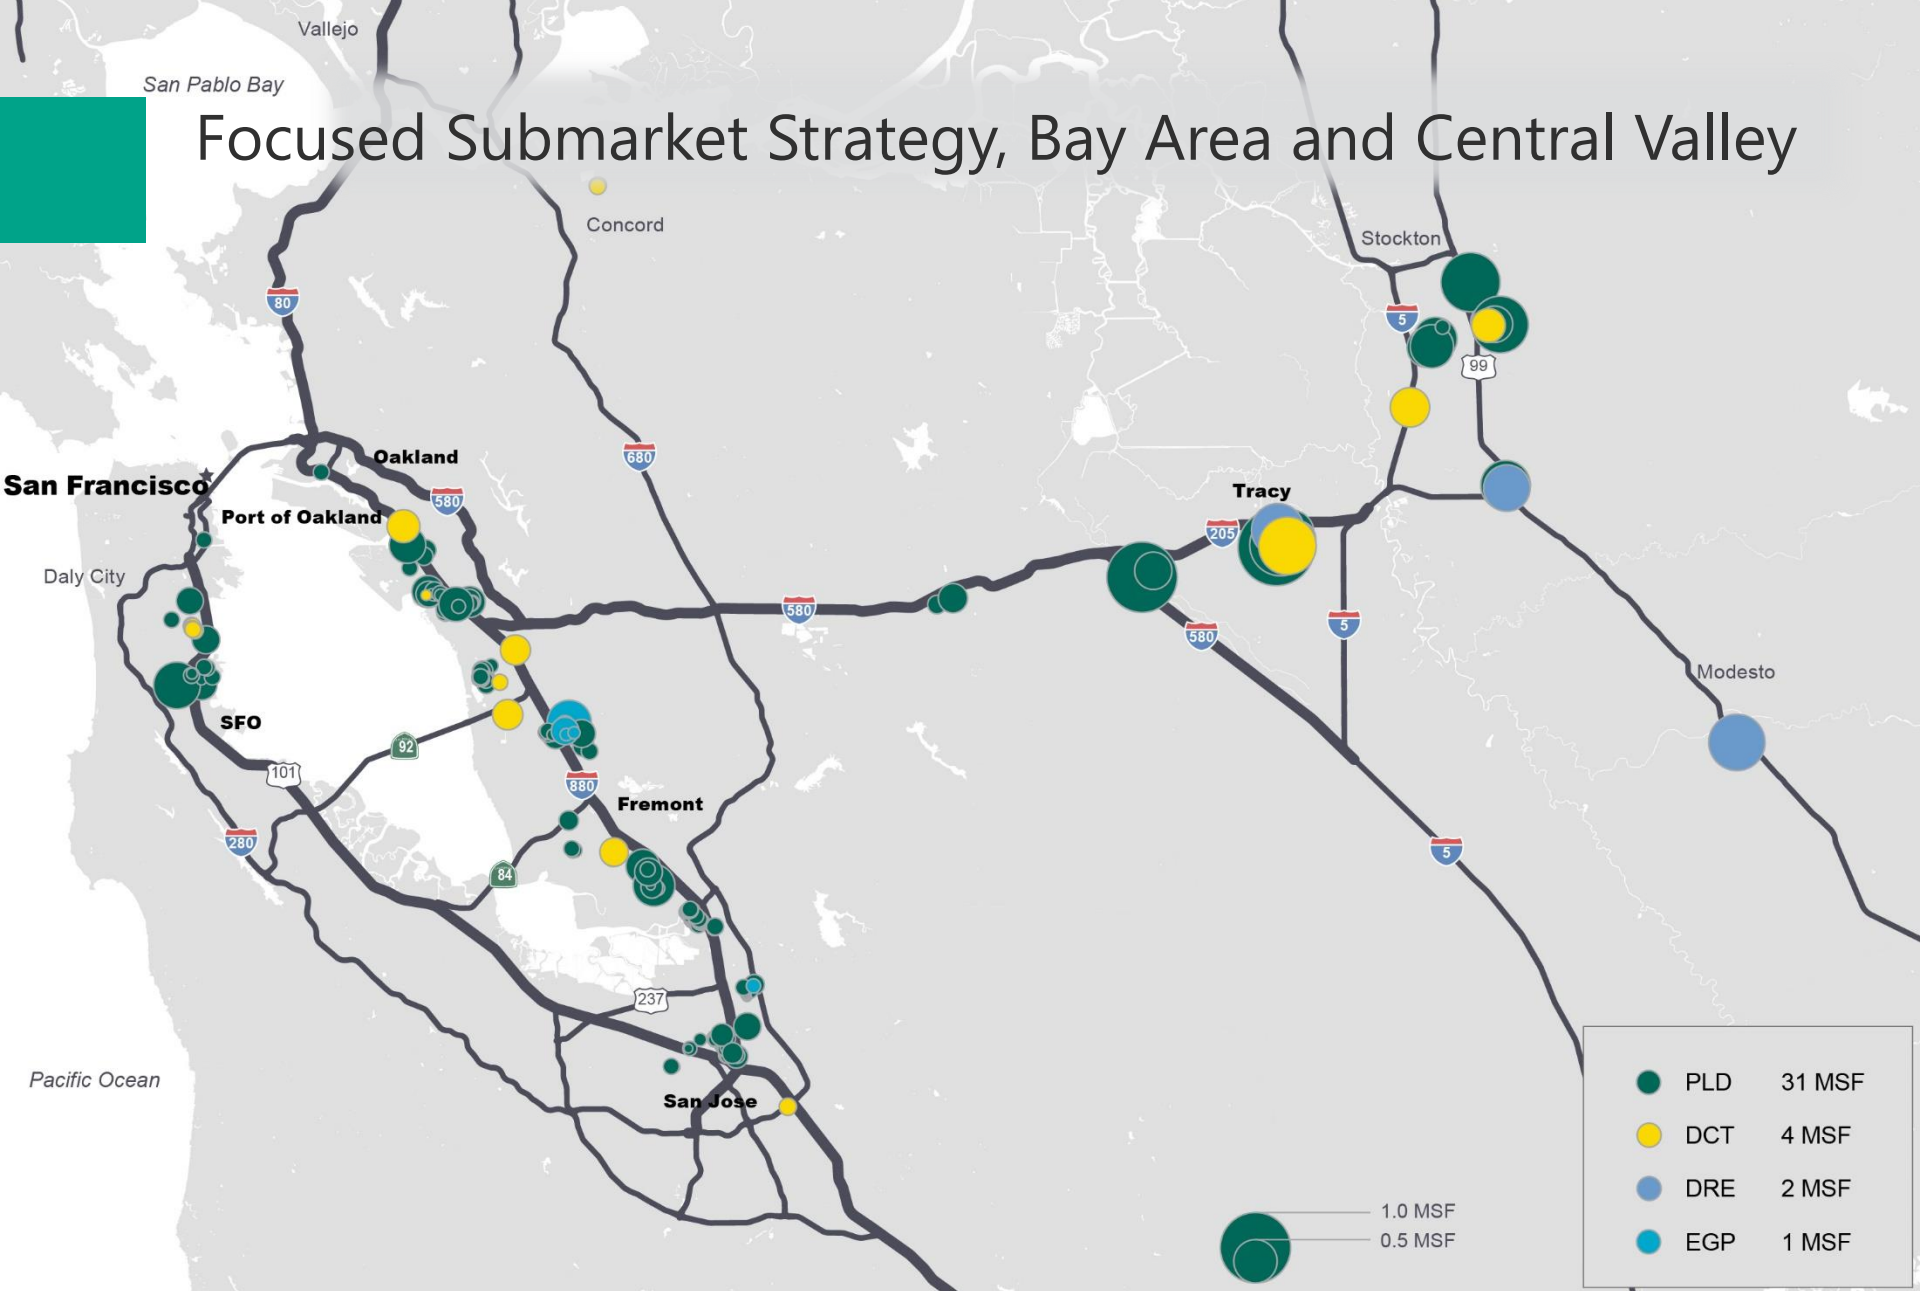 Vallejo
San Pablo Bay
Focused Submarket Strategy, Bay Area and Central Valley
Concord
Stockton
80
5
99
Oakland
680
San Francisco
580
Tracy
Port of Oakland
205
Daly City
580
5
580
Modesto
SFO
92
101
880
Fremont
280
5
84
237
Pacific Ocean
San Jose
PLD 31 MSF
DCT 4 MSF
DRE 2 MSF
EGP 1 MSF
1.0 MSF
0.5 MSF